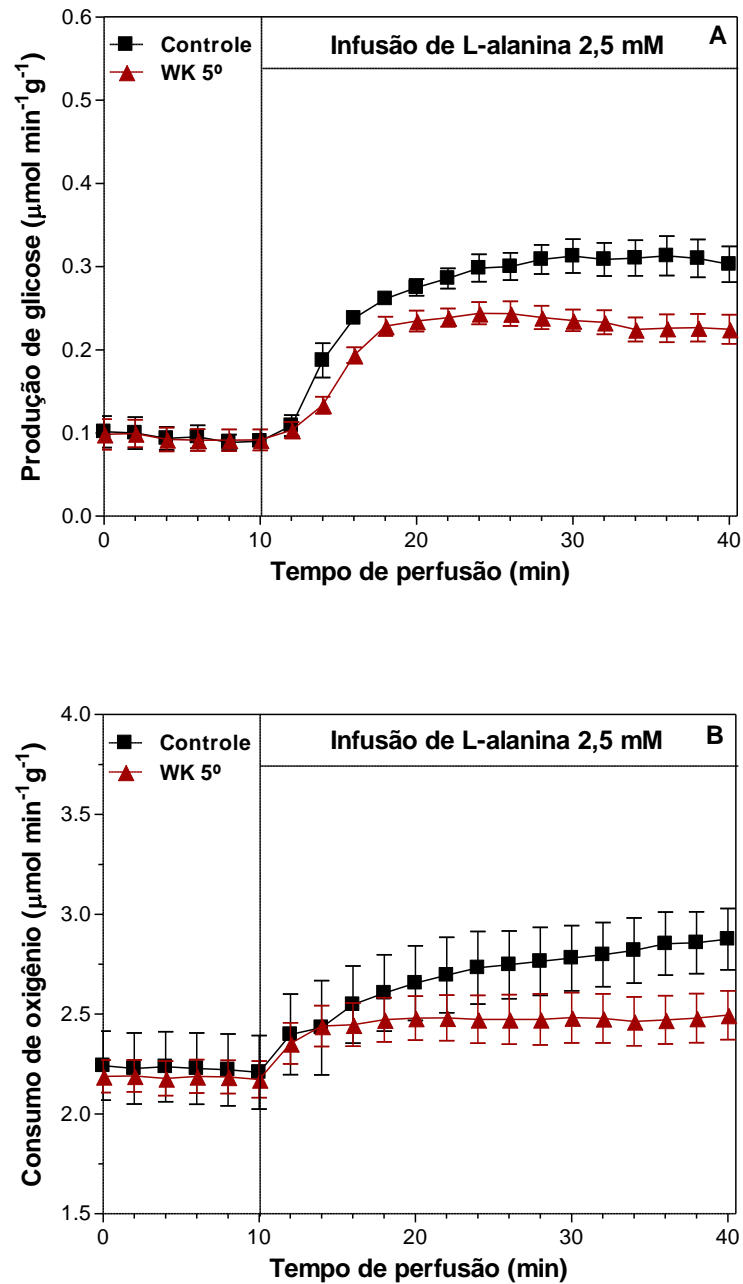 0.6
0.5
0.4
0.3
0.2
0.1
0.0
Produção de glicose (μmol min⁻¹g⁻¹)
Controle
WK 5º
Infusão de L-alanina 2,5 mM
A
0 10 20 30 40
Tempo de perfusão (min)
4.0
3.5
3.0
2.5
2.0
1.5
Consumo de oxigênio (μmol min⁻¹g⁻¹)
Controle
WK 5º
Infusão de L-alanina 2,5 mM
B
0 10 20 30 40
Tempo de perfusão (min)